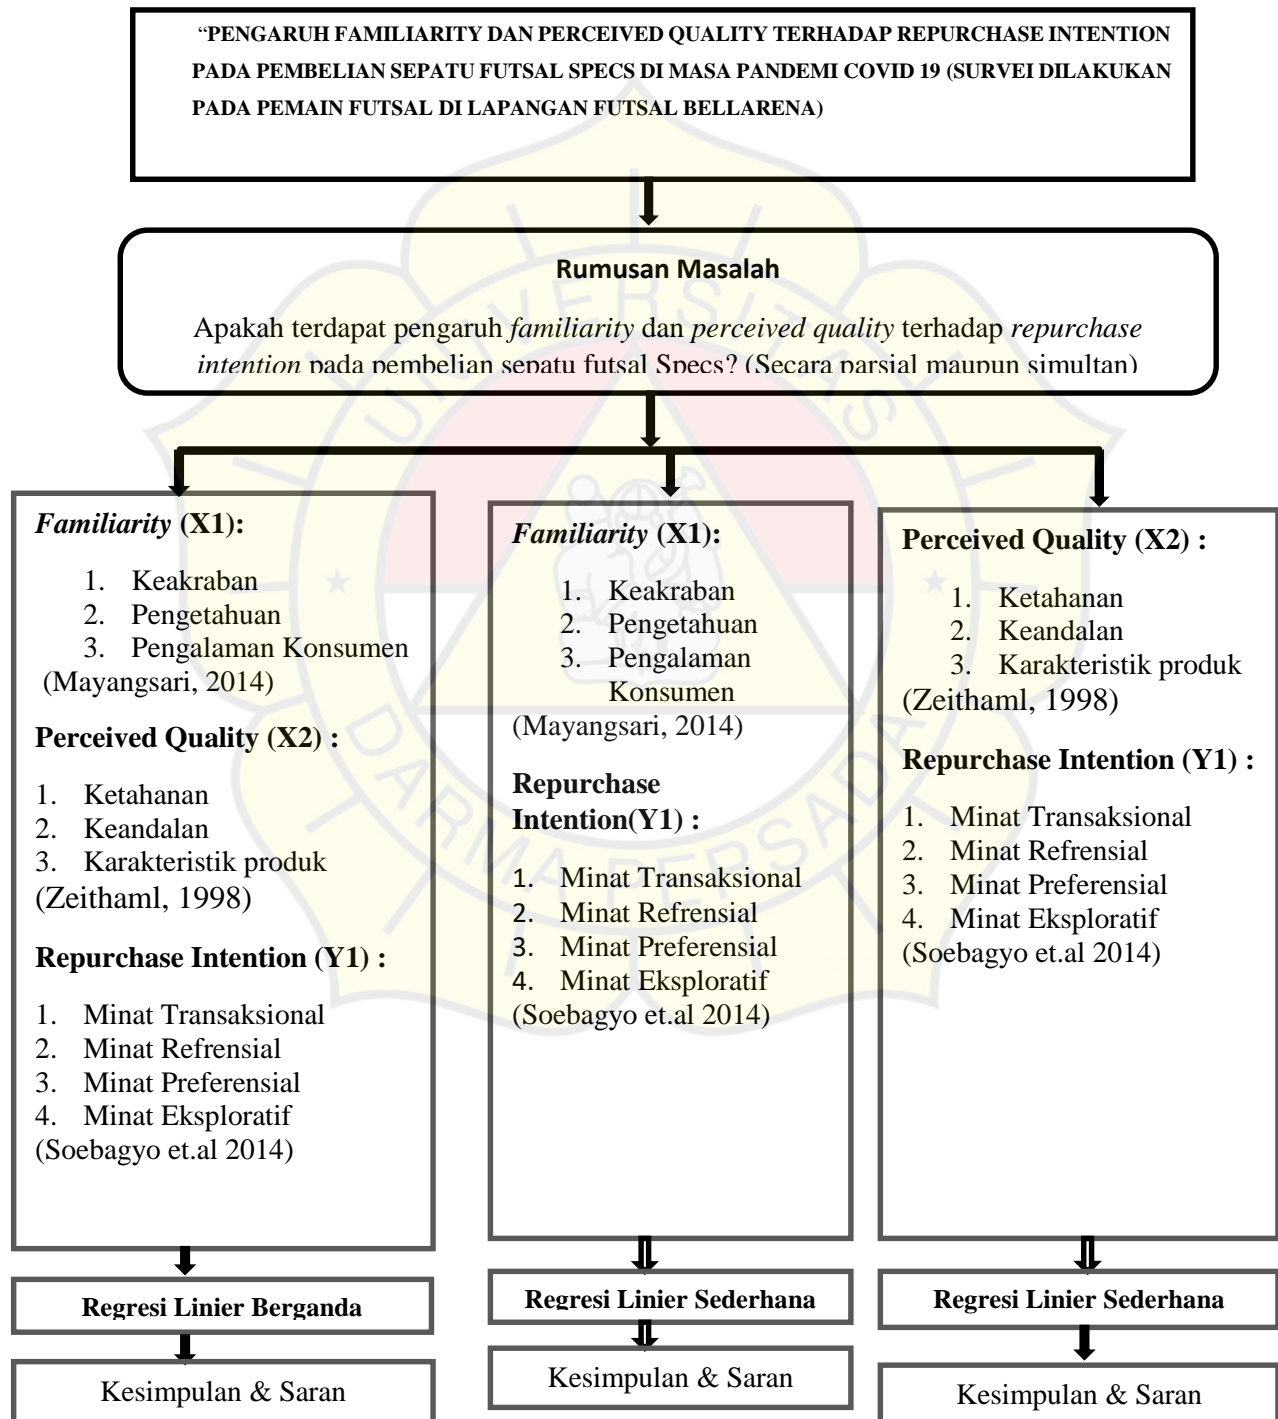 “PENGARUH FAMILIARITY DAN PERCEIVED QUALITY TERHADAP REPURCHASE INTENTION
PADA PEMBELIAN SEPATU FUTSAL SPECS DI MASA PANDEMI COVID 19 (SURVEI DILAKUKAN
PADA PEMAIN FUTSAL DI LAPANGAN FUTSAL BELLARENA)
Rumusan Masalah
Apakah terdapat pengaruh familiarity dan perceived quality terhadap repurchase
intention pada pembelian sepatu futsal Specs? (Secara parsial maupun simultan)
Familiarity (X1):
1. Keakraban
2. Pengetahuan
3. Pengalaman Konsumen
(Mayangsari, 2014)
Perceived Quality (X2) :
1. Ketahanan
2. Keandalan
3. Karakteristik produk
(Zeithaml, 1998)
Repurchase Intention (Y1) :
1. Minat Transaksional
2. Minat Refrensial
3. Minat Preferensial
4. Minat Eksploratif
(Soebagyo et.al 2014)
Regresi Linier Berganda
Kesimpulan & Saran
Familiarity (X1):
1. Keakraban
2. Pengetahuan
3. Pengalaman
Konsumen
(Mayangsari, 2014)
Repurchase
Intention(Y1) :
1. Minat Transaksional
2. Minat Refrensial
3. Minat Preferensial
4. Minat Eksploratif
(Soebagyo et.al 2014)
Regresi Linier Sederhana
Kesimpulan & Saran
Perceived Quality (X2) :
1. Ketahanan
2. Keandalan
3. Karakteristik produk
(Zeithaml, 1998)
Repurchase Intention (Y1) :
1. Minat Transaksional
2. Minat Refrensial
3. Minat Preferensial
4. Minat Eksploratif
(Soebagyo et.al 2014)
Regresi Linier Sederhana
Kesimpulan & Saran
UNIVERSITAS
DARMA PERSADA